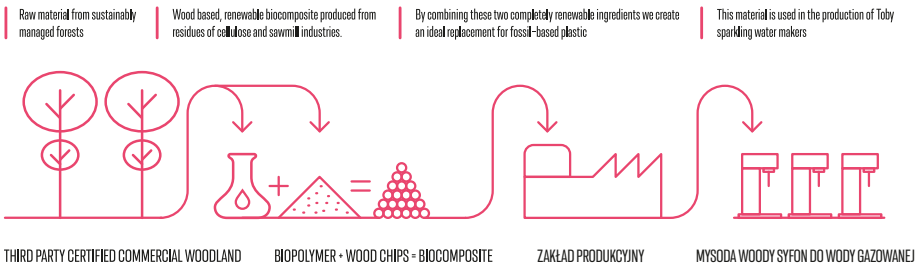 Raw material from sustainably
managed forests
Wood based, renewable biocomposite produced from
residues of cellulose and sawmill industries.
By combining these two completely renewable ingredients we create
an ideal replacement for fossil-based plastic
This material is used in the production of Toby
sparkling water makers
THIRD PARTY CERTIFIED COMMERCIAL WOODLAND
BIOPOLYMER + WOOD CHIPS = BIOCOMPOSITE
ZAKŁAD PRODUKCYJNY
MYSODA WOODY SYFON DO WODY GAZOWANEJ